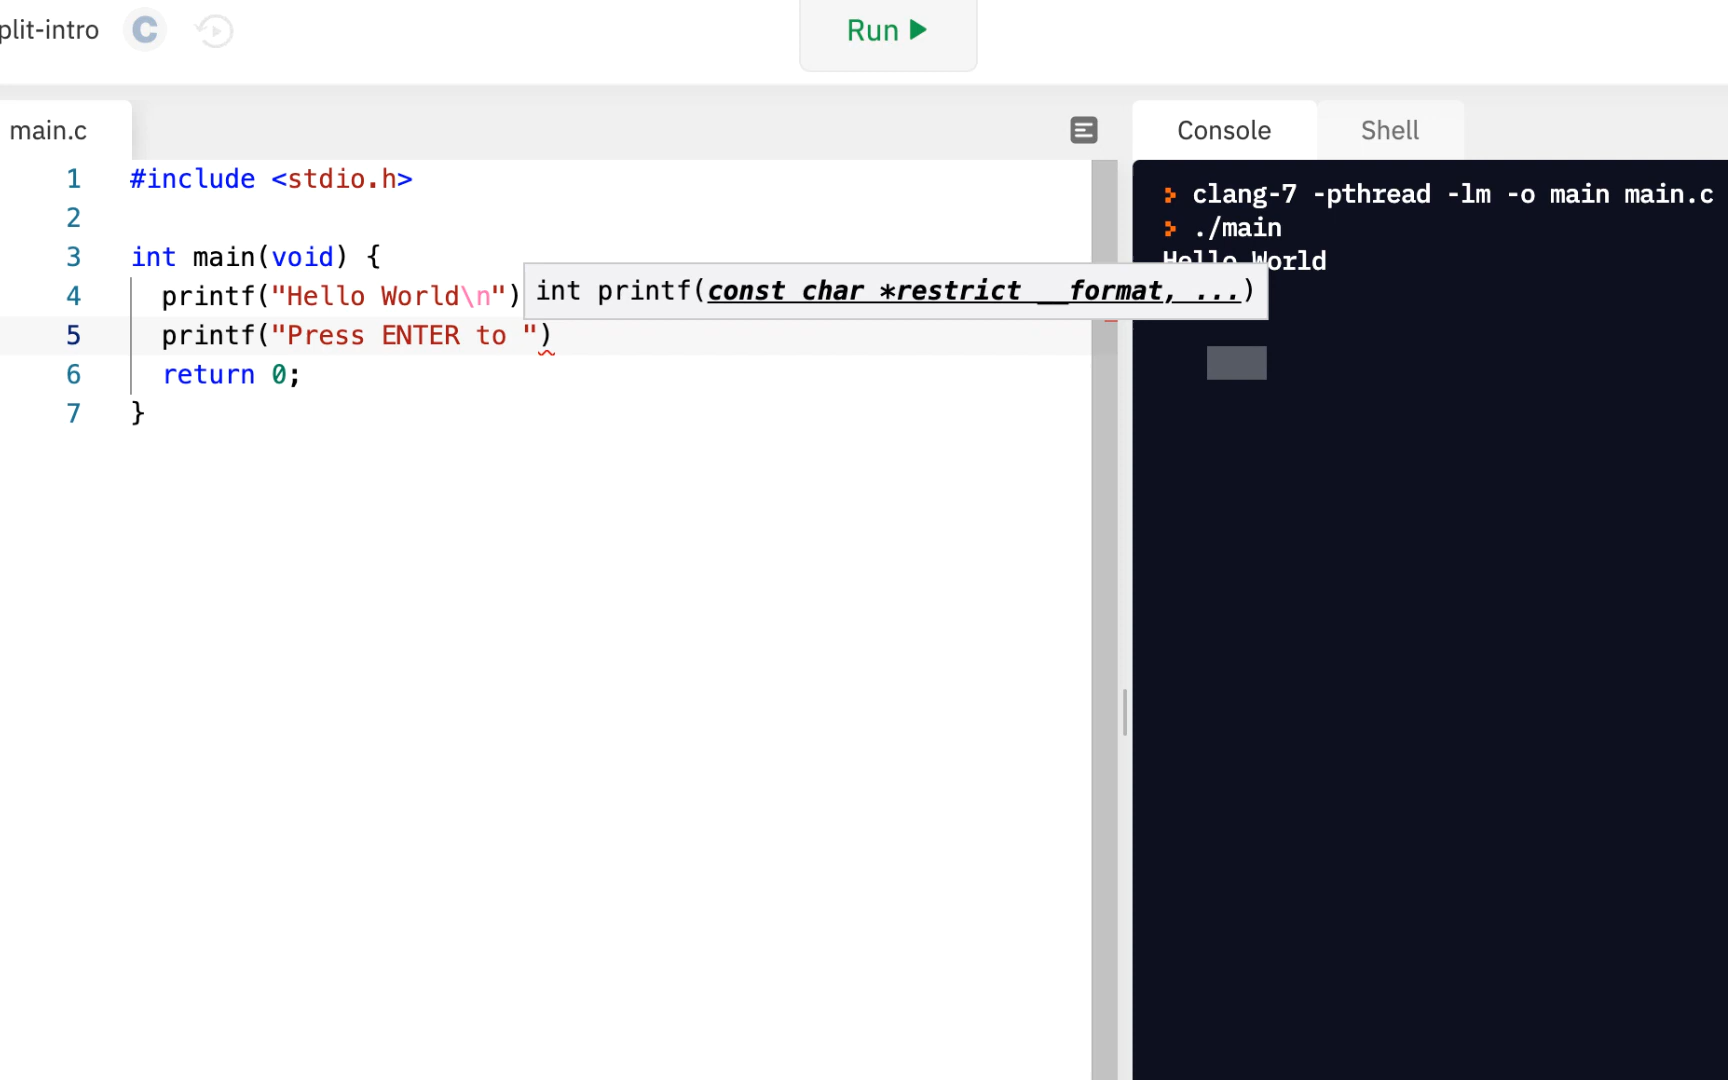 plit-intro C
Run
main.c
Console Shell
1 #include <stdio.h>
2
3 int main(void) {
4 printf("Hello World\n")
int printf(const char *restrict __format, ...)
5 printf("Press ENTER to ")
6 return 0;
7 }
clang-7 -pthread -lm -o main main.c
./main
Hello World